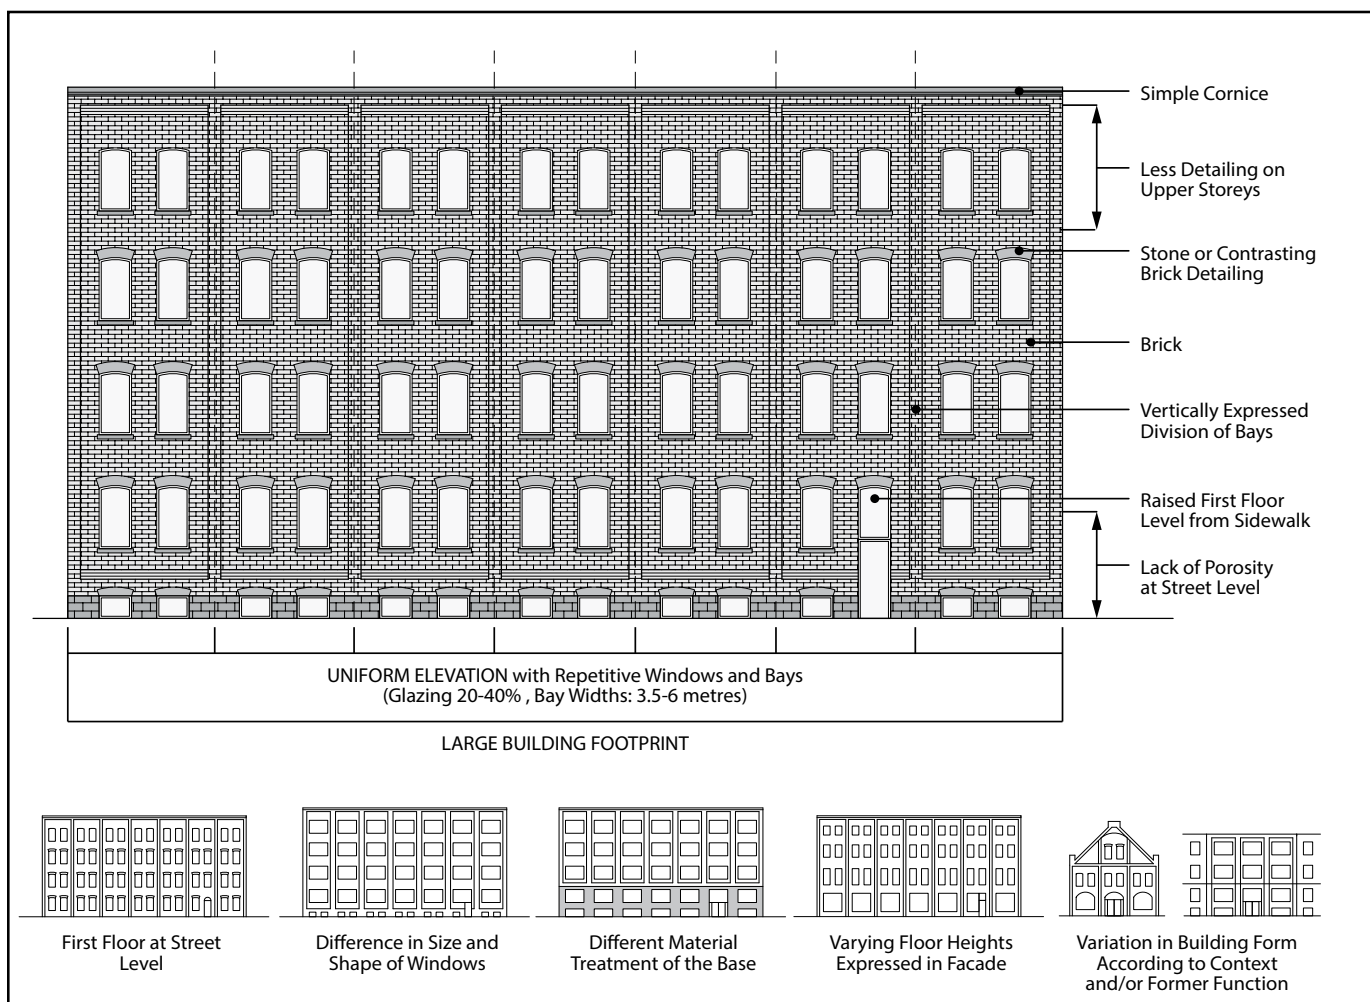 Simple Cornice
Less Detailing on
Upper Storeys
Stone or Contrasting
Brick Detailing
Brick
Vertically Expressed
Division of Bays
Raised First Floor
Level from Sidewalk
Lack of Porosity
at Street Level
UNIFORM ELEVATION with Repetitive Windows and Bays
(Glazing 20-40% , Bay Widths: 3.5-6 metres)
LARGE BUILDING FOOTPRINT
First Floor at Street
Level
Difference in Size and
Shape of Windows
Different Material
Treatment of the Base
Varying Floor Heights
Expressed in Facade
Variation in Building Form
According to Context
and/or Former Function